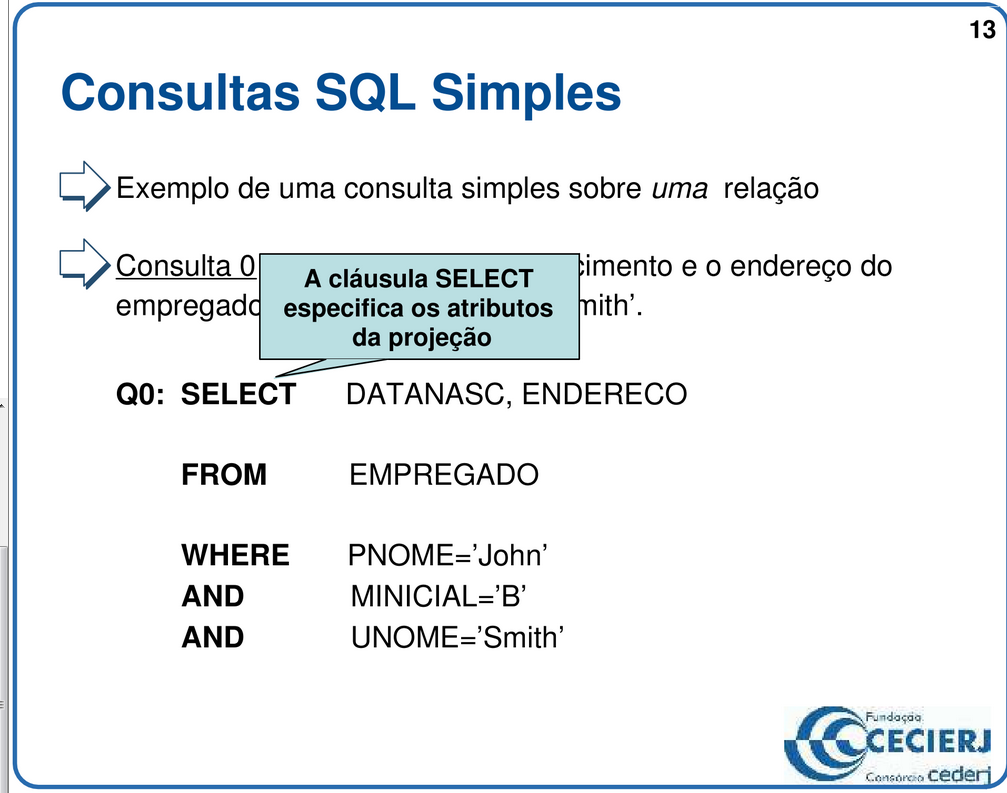 13
Consultas SQL Simples
Exemplo de uma consulta simples sobre uma relação
Consulta 0 cimento e o endereço do
empregado mith’.
A cláusula SELECT
especifica os atributos
da projeção
Q0: SELECT DATANASC, ENDERECO
FROM EMPREGADO
WHERE PNOME=’John’
AND MINICIAL=’B’
AND UNOME=’Smith’
Fundação
CECIERJ
Consórcio cederj